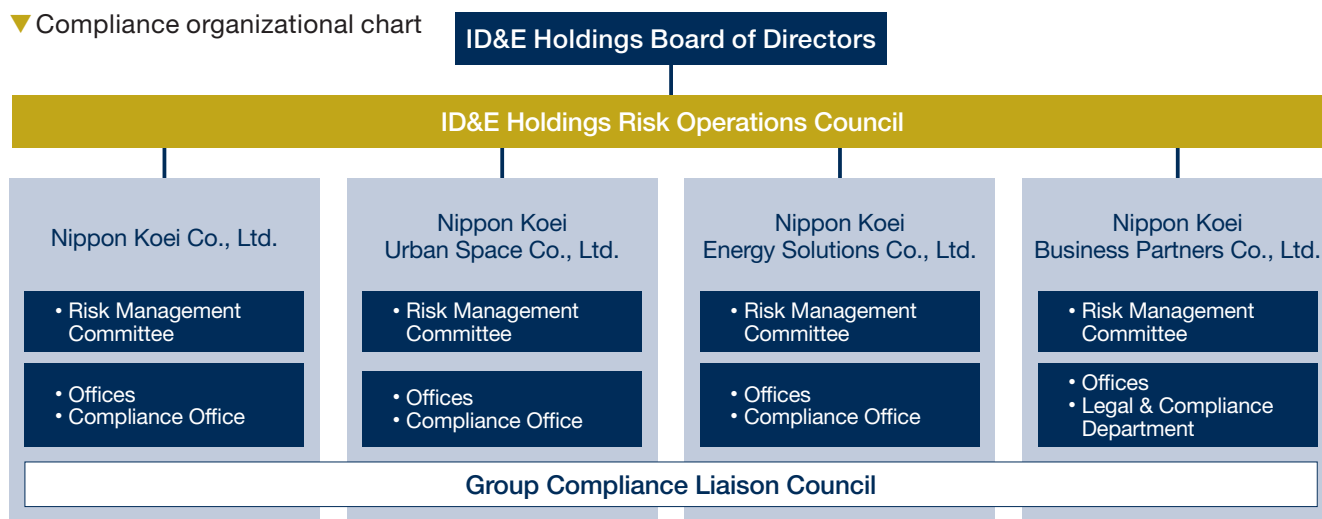 ▼Compliance organizational chart
ID&E Holdings Board of Directors
ID&E Holdings Risk Operations Council
Nippon Koei Co., Ltd.
• Risk Management
Committee
• Offices
• Compliance Office
Nippon Koei
Urban Space Co., Ltd.
• Risk Management
Committee
• Offices
• Compliance Office
Nippon Koei
Energy Solutions Co., Ltd.
• Risk Management
Committee
• Offices
• Compliance Office
Nippon Koei
Business Partners Co., Ltd.
• Risk Management
Committee
• Offices
• Legal & Compliance
Department
Group Compliance Liaison Council